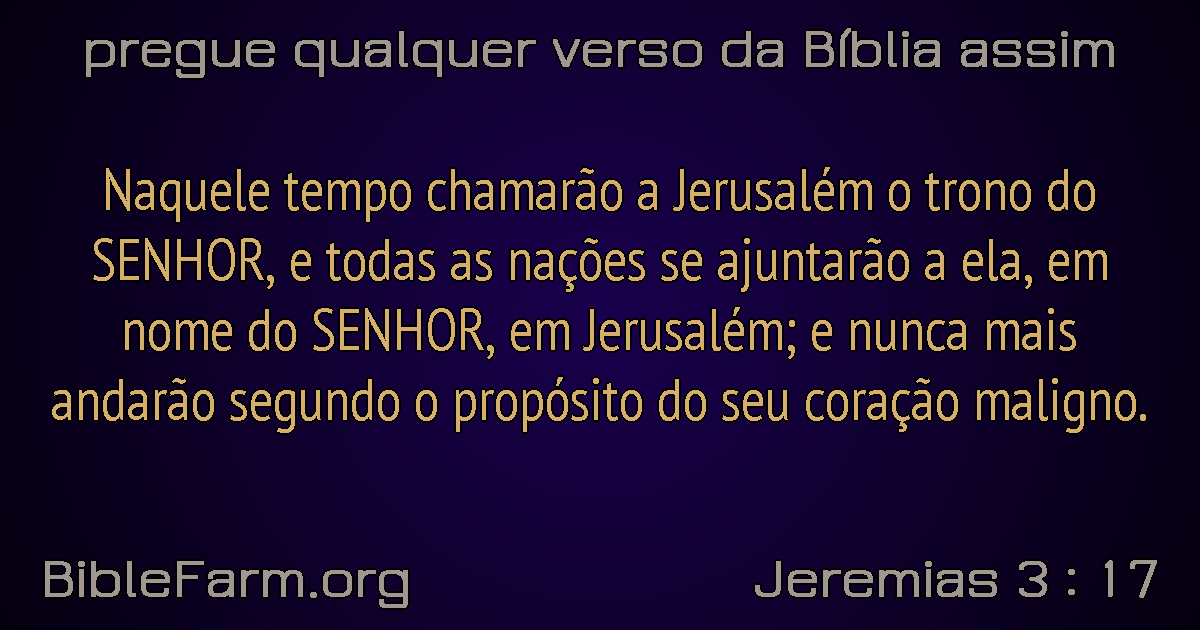 pregue qualquer verso da Bíblia assim
Naquele tempo chamarão a Jerusalém o trono do
SENHOR, e todas as nações se ajuntarão a ela, em
nome do SENHOR, em Jerusalém; e nunca mais
andarão segundo o propósito do seu coração maligno.
BibleFarm.org
Jeremias 3 : 17